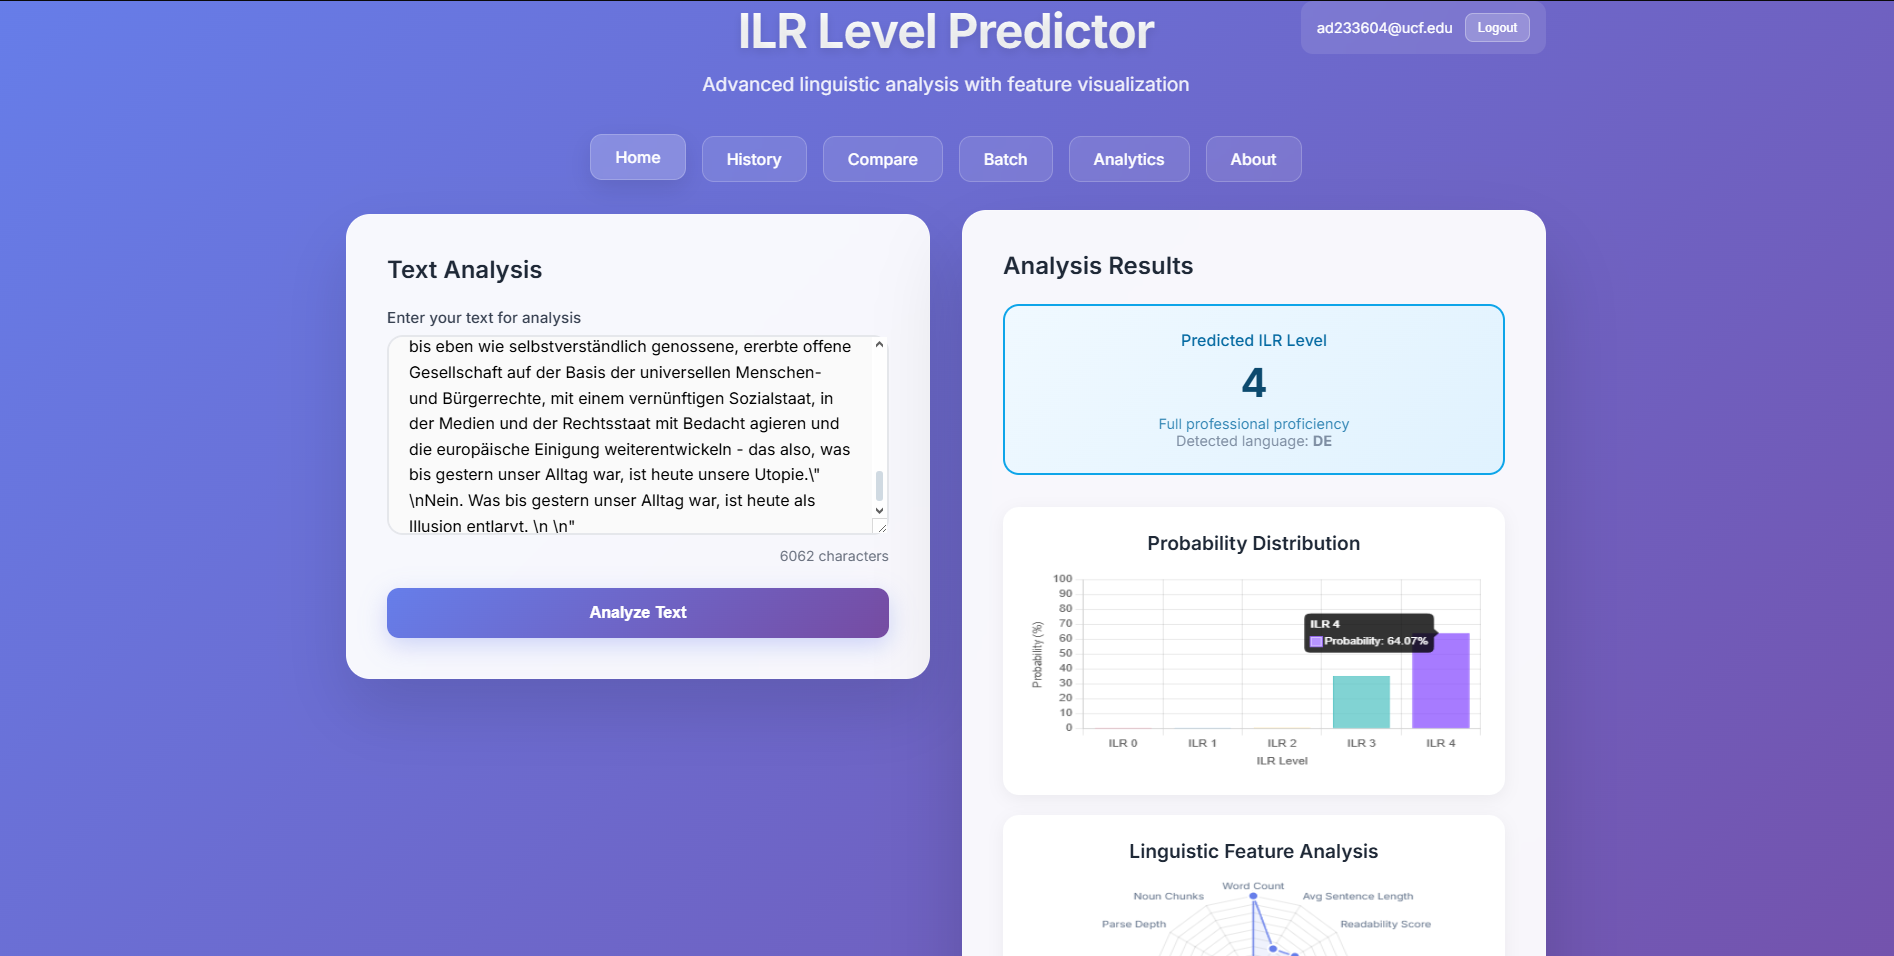 ILR Level Predictor
ad233604@ucf.edu
Logout
Advanced linguistic analysis with feature visualization
Home
History
Compare
Batch
Analytics
About
Text Analysis
Enter your text for analysis
bis eben wie selbstverständlich genossene, ererbte offene
Gesellschaft auf der Basis der universellen Menschen-
und Bürgerrechte, mit einem vernünftigen Sozialstaat, in
der Medien und der Rechtsstaat mit Bedacht agieren und
die europäische Einigung weiterentwickeln - das also, was
bis gestern unser Alltag war, ist heute unsere Utopie.\"
\nNein. Was bis gestern unser Alltag war, ist heute als
Illusion entlarvt. \n \n"
6062 characters
Analyze Text
Analysis Results
Predicted ILR Level
4
Full professional proficiency
Detected language: DE
Probability Distribution
100
90
80
70
60
50
40
30
20
10
0
Probability (%)
ILR 4
Probability: 64.07%
ILR 0
ILR 1
ILR 2
ILR 3
ILR 4
ILR Level
Linguistic Feature Analysis
Word Count
Noun Chunks
Avg Sentence Length
Parse Depth
Readability Score